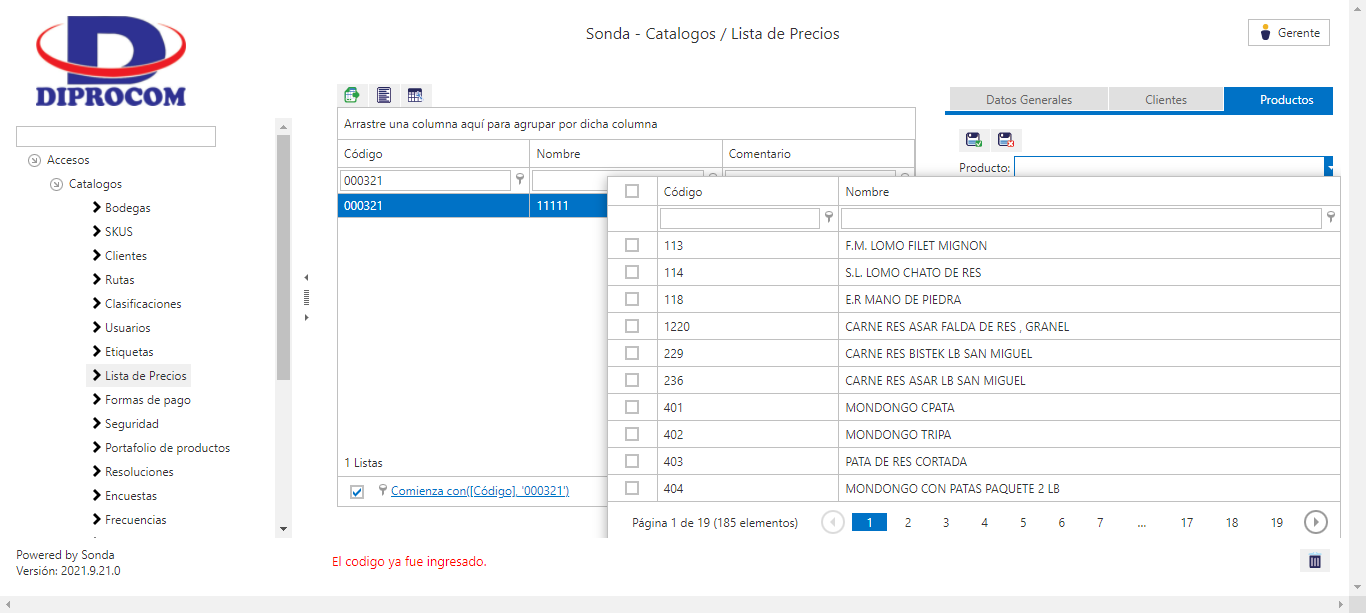 DIPROCOM
Sonda - Catalogos / Lista de Precios
Gerente
Accesos
Catalogos
Bodegas
SKUS
Clientes
Rutas
Clasificaciones
Usuarios
Etiquetas
Lista de Precios
Formas de pago
Seguridad
Portafolio de productos
Resoluciones
Encuestas
Frecuencias
Arrastre una columna aquí para agrupar por dicha columna
Código Nombre Comentario
000321
000321 11111
1 Listas
Comienza con([Código], '000321')
Datos Generales Clientes Productos
Producto:
Código Nombre
113 F.M. LOMO FILET MIGNON
114 S.L. LOMO CHATO DE RES
118 E.R MANO DE PIEDRA
1220 CARNE RES ASAR FALDA DE RES , GRANEL
229 CARNE RES BISTEK LB SAN MIGUEL
236 CARNE RES ASAR LB SAN MIGUEL
401 MONDONGO CPATA
402 MONDONGO TRIPA
403 PATA DE RES CORTADA
404 MONDONGO CON PATAS PAQUETE 2 LB
Página 1 de 19 (185 elementos) 1 2 3 4 5 6 7 ... 17 18 19
Powered by Sonda
Versión: 2021.9.21.0
El codigo ya fue ingresado.